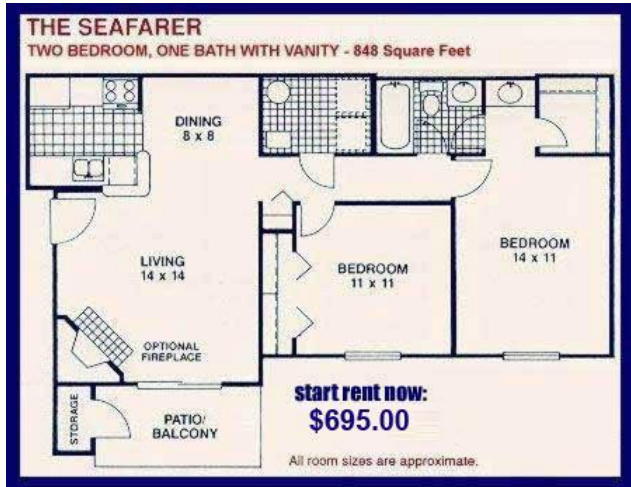 THE SEAFARER
TWO BEDROOM, ONE BATH WITH VANITY - 848 Square Feet
DINING
8 x 8
LIVING
14 x 14
BEDROOM
11 x 11
BEDROOM
14 x 11
OPTIONAL
FIREPLACE
STORAGE
PATIO/
BALCONY
start rent now:
$695.00
All room sizes are approximate.